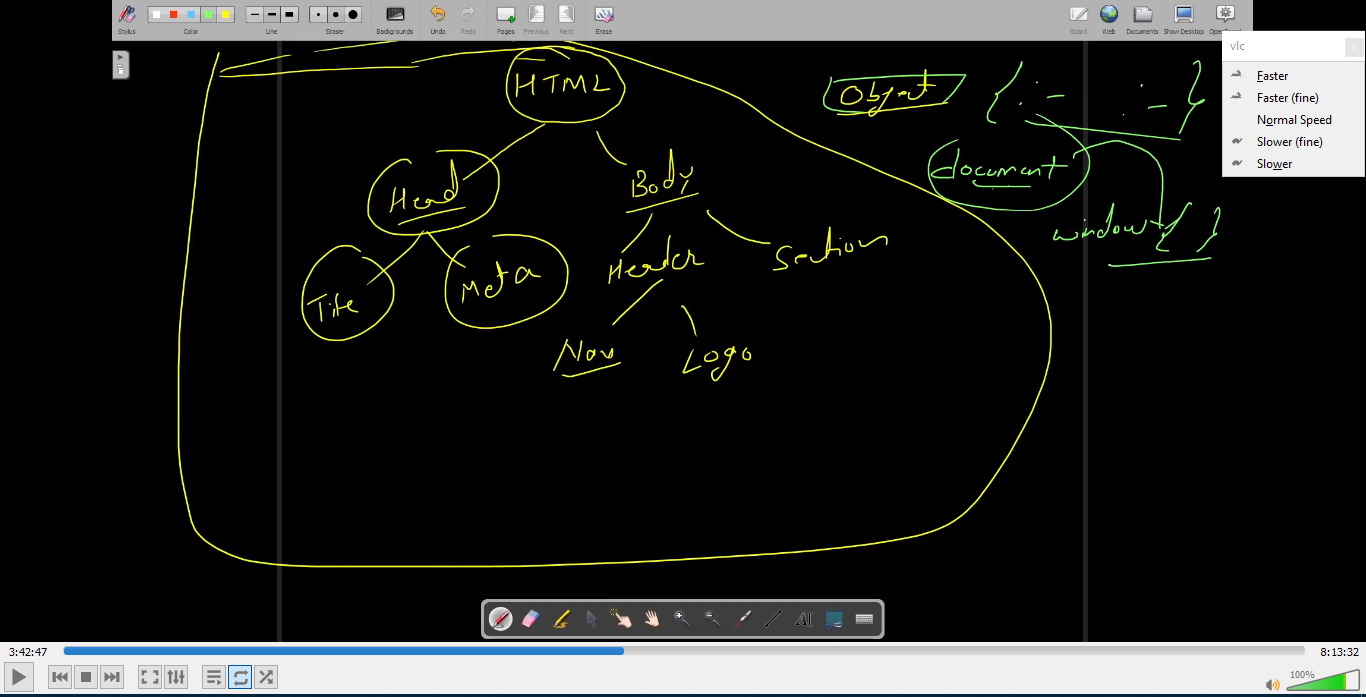 Stylus Color Line Eraser Backgrounds Undo Redo Pages Previous Next Erase Board Web Documents Show Desktop
vlc
Faster
Faster (fine)
Normal Speed
Slower (fine)
Slower
HTML
Object { : - : - }
Head Body
document
window { }
Title Meta Header Section
Nav Logo
AI
3:42:47 8:13:32
100%